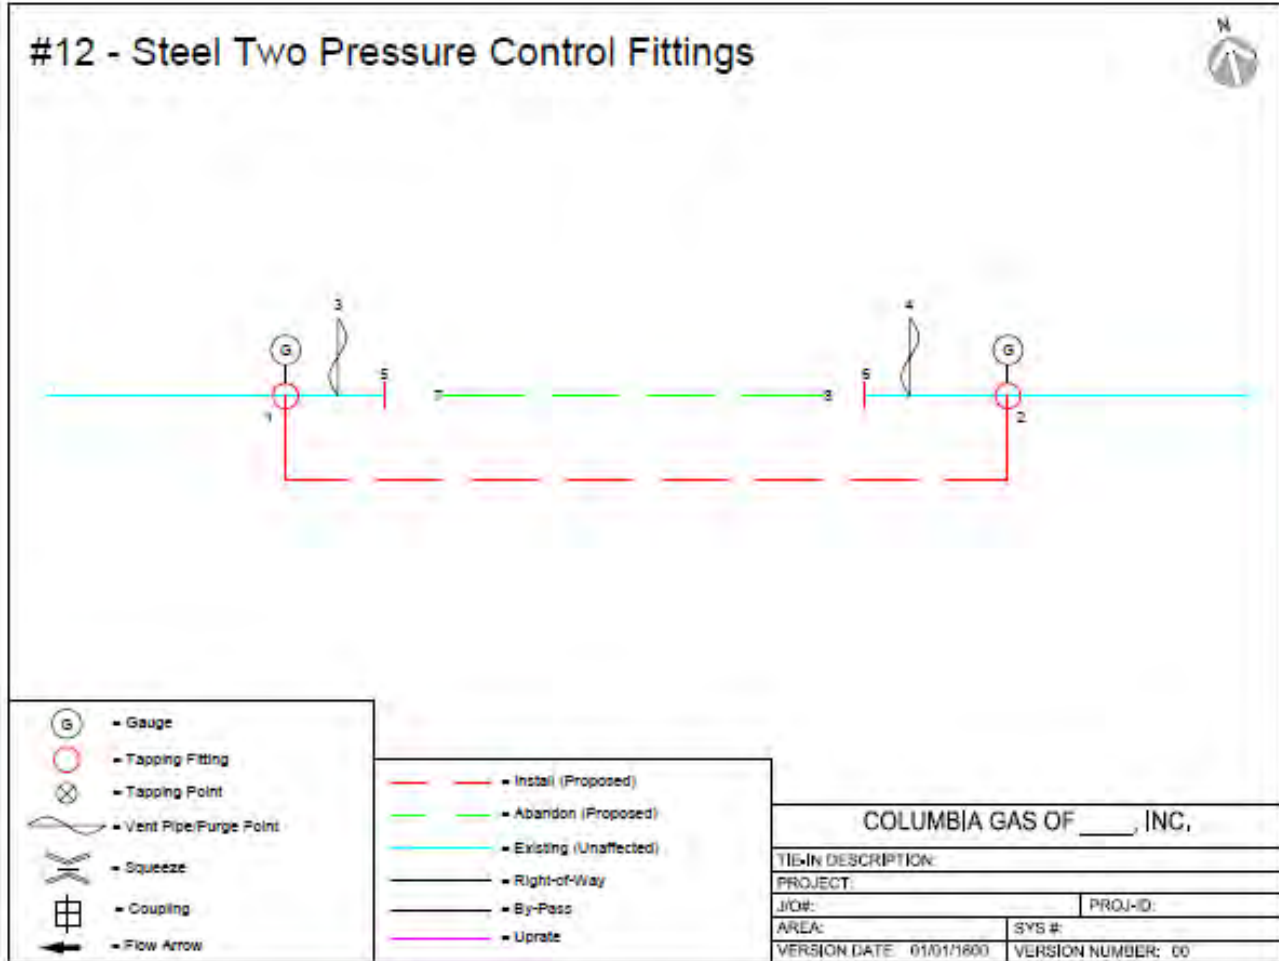 #12 - Steel Two Pressure Control Fittings
N
3
4
G
G
5
6
7
8
1
2
G = Gauge
= Tapping Fitting
= Tapping Point
= Vent Pipe/Purge Point
= Squeeze
= Coupling
= Flow Arrow
= Install (Proposed)
= Abandon (Proposed)
= Existing (Unaffected)
= Right-of-Way
= By-Pass
= Uprate
COLUMBIA GAS OF ____, INC.
TIE-IN DESCRIPTION:
PROJECT:
J/O#: PROJ-ID:
AREA: SYS #:
VERSION DATE 01/01/1800 VERSION NUMBER: 00